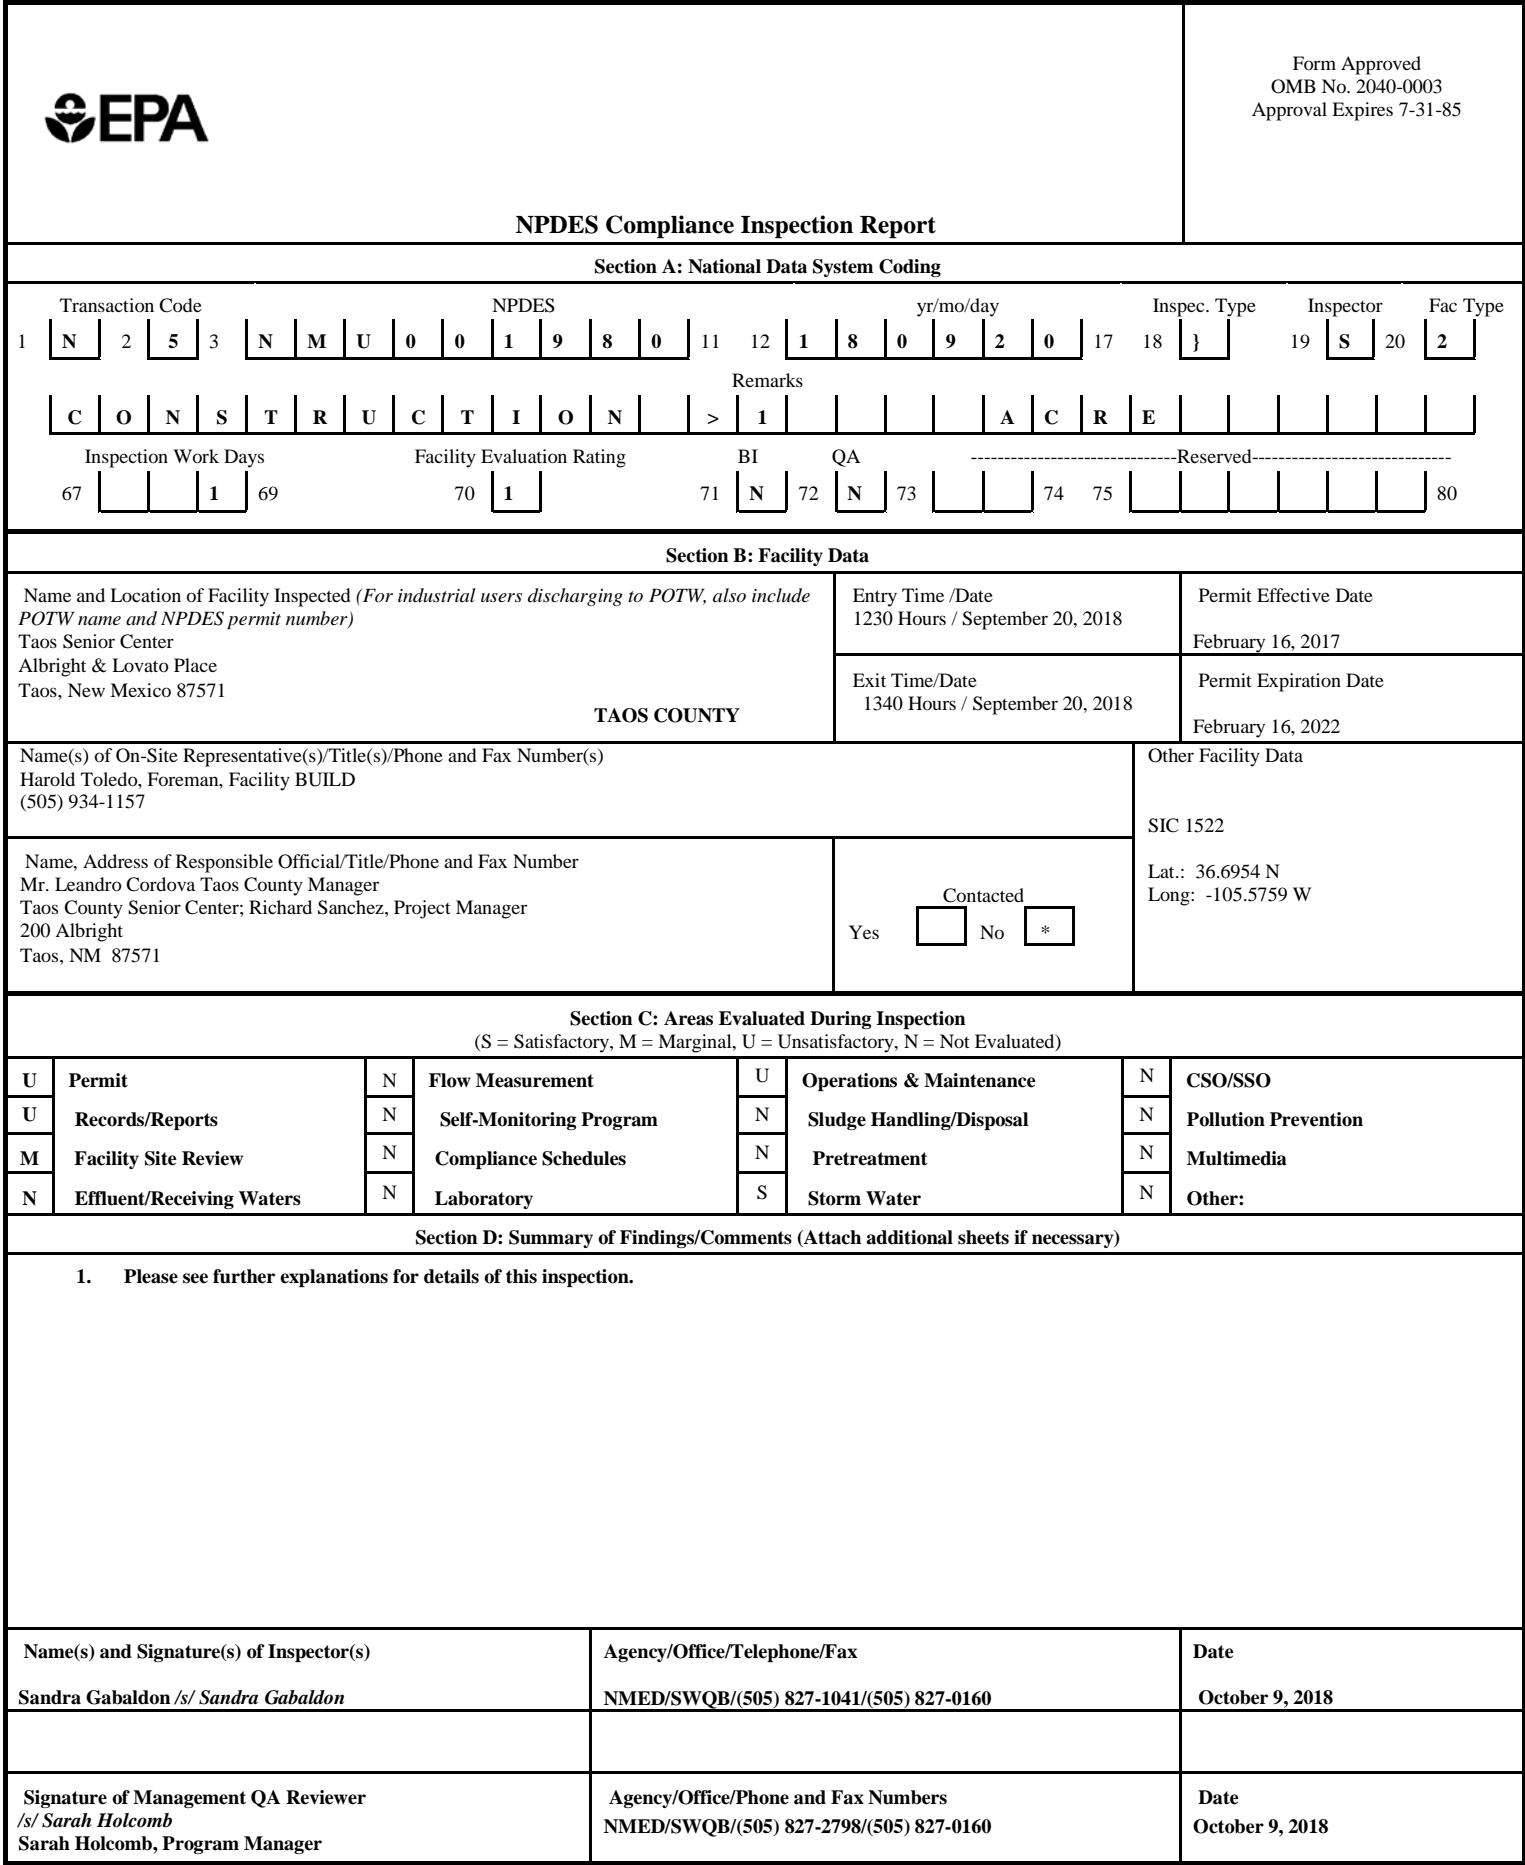 Form Approved
OMB No. 2040-0003
Approval Expires 7-31-85
EPA
NPDES Compliance Inspection Report
Section A: National Data System Coding
Transaction Code NPDES yr/mo/day Inspec. Type Inspector Fac Type
1 N 2 5 3 N M U 0 0 1 9 8 0 11 12 1 8 0 9 2 0 17 18 } 19 S 20 2
Remarks
C O N S T R U C T I O N > 1 A C R E
Inspection Work Days Facility Evaluation Rating BI QA -------------------------------Reserved------------------------------
67 1 69 70 1 71 N 72 N 73 74 75 80
Section B: Facility Data
Name and Location of Facility Inspected (For industrial users discharging to POTW, also include
POTW name and NPDES permit number)
Taos Senior Center
Albright & Lovato Place
Taos, New Mexico 87571
TAOS COUNTY
Entry Time /Date
1230 Hours / September 20, 2018
Permit Effective Date
February 16, 2017
Exit Time/Date
1340 Hours / September 20, 2018
Permit Expiration Date
February 16, 2022
Name(s) of On-Site Representative(s)/Title(s)/Phone and Fax Number(s)
Harold Toledo, Foreman, Facility BUILD
(505) 934-1157
Other Facility Data
SIC 1522
Lat.: 36.6954 N
Long: -105.5759 W
Name, Address of Responsible Official/Title/Phone and Fax Number
Mr. Leandro Cordova Taos County Manager
Taos County Senior Center; Richard Sanchez, Project Manager
200 Albright
Taos, NM 87571
Contacted
Yes No *
Section C: Areas Evaluated During Inspection
(S = Satisfactory, M = Marginal, U = Unsatisfactory, N = Not Evaluated)
U Permit N Flow Measurement U Operations & Maintenance N CSO/SSO
U Records/Reports N Self-Monitoring Program N Sludge Handling/Disposal N Pollution Prevention
M Facility Site Review N Compliance Schedules N Pretreatment N Multimedia
N Effluent/Receiving Waters N Laboratory S Storm Water N Other:
Section D: Summary of Findings/Comments (Attach additional sheets if necessary)
1. Please see further explanations for details of this inspection.
Name(s) and Signature(s) of Inspector(s) Agency/Office/Telephone/Fax Date
Sandra Gabaldon /s/ Sandra Gabaldon NMED/SWQB/(505) 827-1041/(505) 827-0160 October 9, 2018
Signature of Management QA Reviewer Agency/Office/Phone and Fax Numbers Date
/s/ Sarah Holcomb
NMED/SWQB/(505) 827-2798/(505) 827-0160 October 9, 2018
Sarah Holcomb, Program Manager